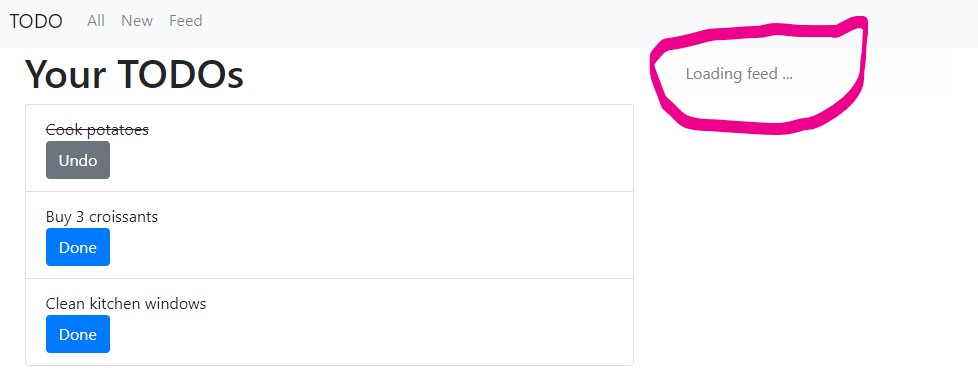 TODO All New Feed
Your TODOs
Loading feed ...
Cook potatoes
Undo
Buy 3 croissants
Done
Clean kitchen windows
Done